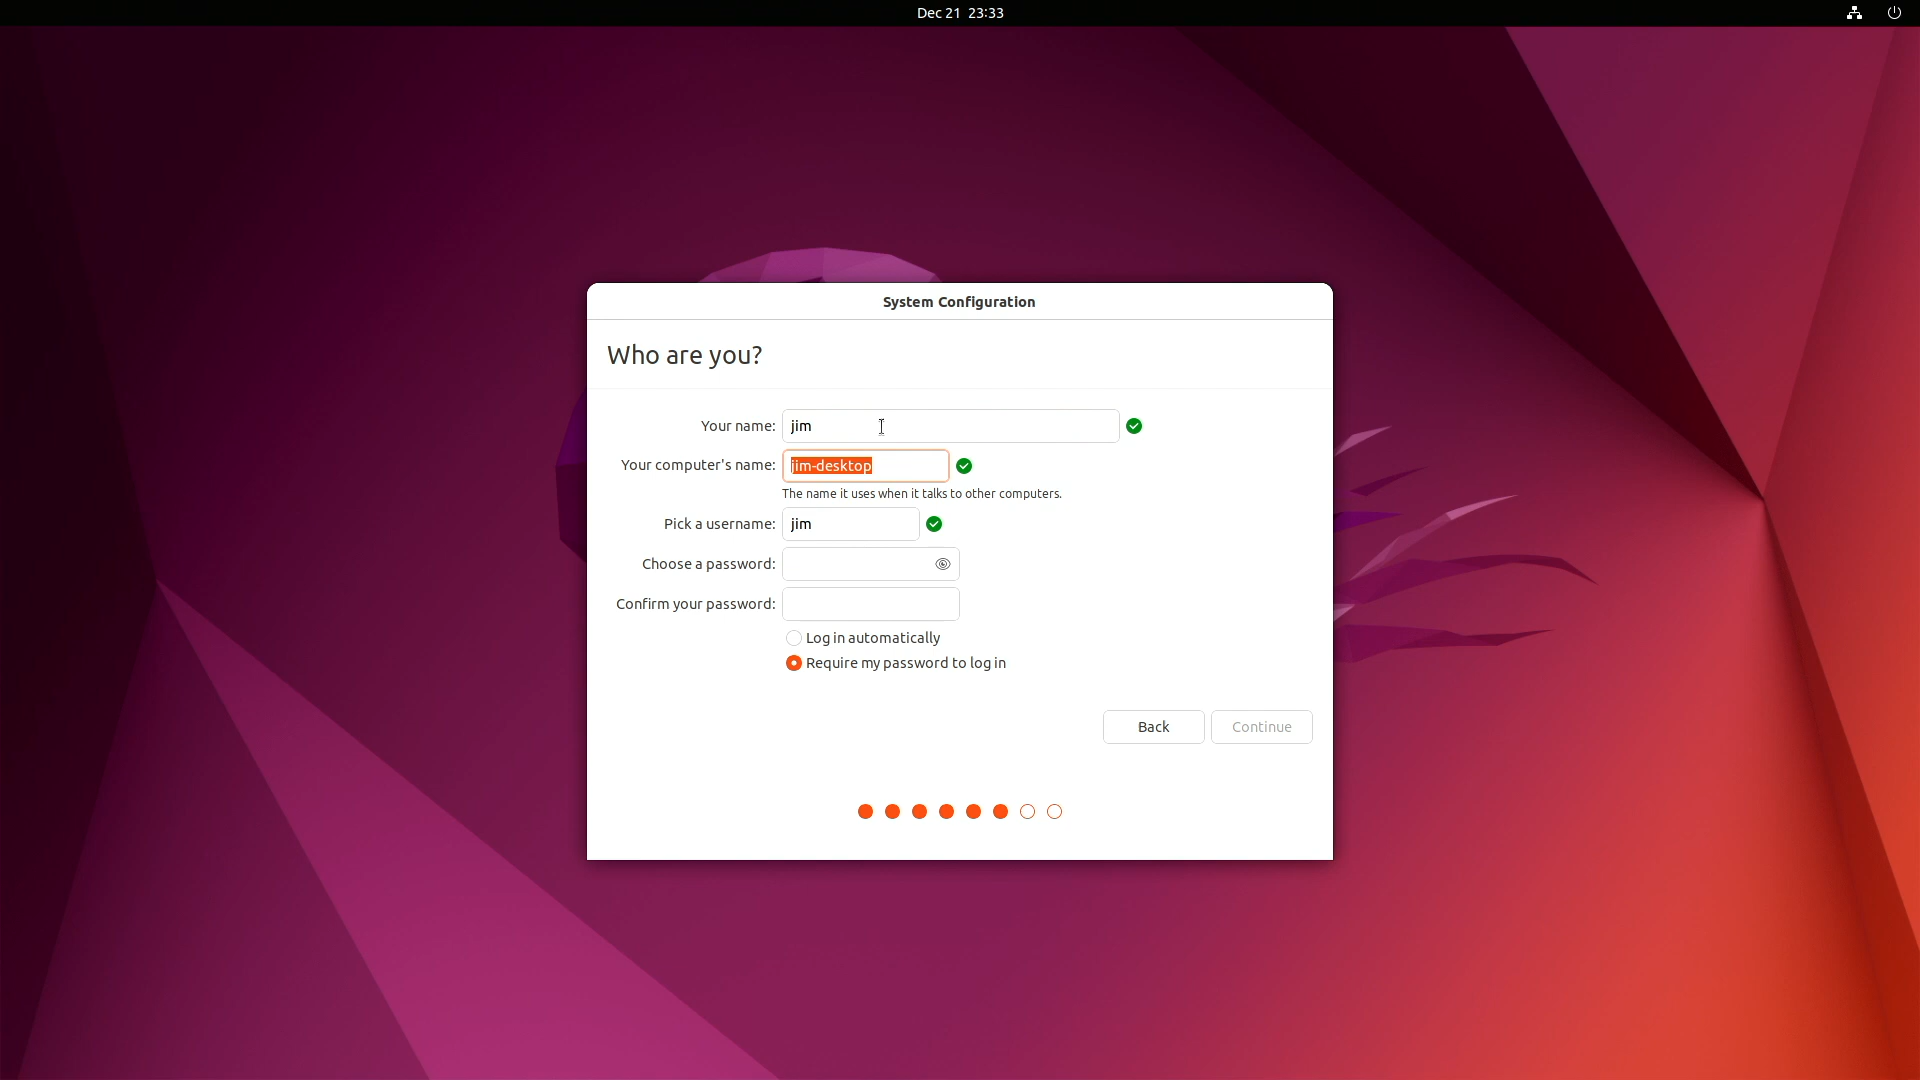 Dec 21 23:33
System Configuration
Who are you?
Your name: jim
Your computer's name: jim-desktop
The name it uses when it talks to other computers.
Pick a username: jim
Choose a password:
Confirm your password:
Log in automatically
Require my password to log in
Back Continue